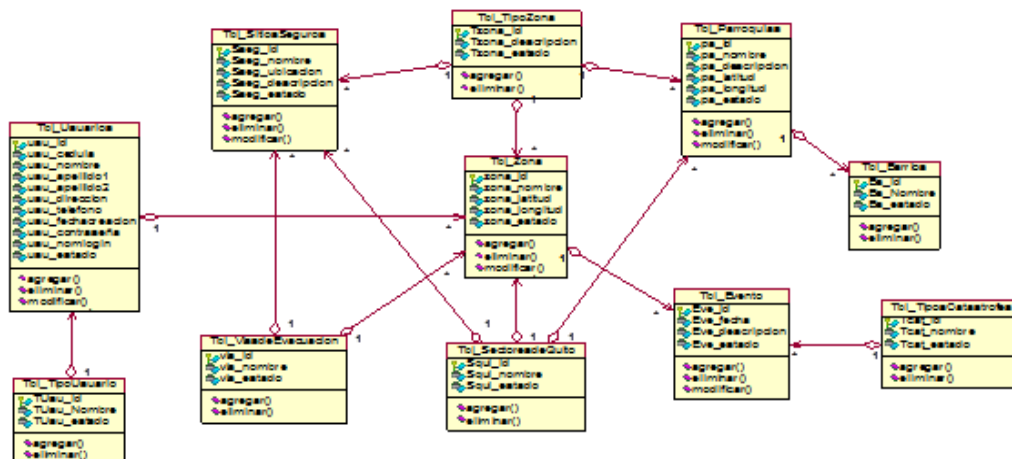 Tbl_SitiosSeguros
Sseg_id
Sseg_nombre
Sseg_ubicacion
Sseg_descripcion
Sseg_estado
agregar()
eliminar()
modificar()
Tbl_TipoZona
Tzona_id
Tzona_descripcion
Tzona_estado
agregar()
eliminar()
Tbl_Parroquias
pa_id
pa_nombre
pa_descripcion
pa_latitud
pa_longitud
pa_estado
agregar()
eliminar()
modificar()
Tbl_Usuarios
usu_id
usu_cedula
usu_nombre
usu_apellido1
usu_apellido2
usu_direccion
usu_telefono
usu_fechacreacion
usu_contraseña
usu_nomlogin
usu_estado
agregar()
eliminar()
modificar()
Tbl_Zona
zona_id
zona_nombre
zona_latitud
zona_longitud
zona_estado
agregar()
eliminar()
modificar()
Tbl_Barrios
Ba_id
Ba_Nombre
Ba_estado
agregar()
eliminar()
Tbl_Evento
Eve_id
Eve_fecha
Eve_descripcion
Eve_estado
agregar()
eliminar()
modificar()
Tbl_TiposCatastrofes
Tcat_id
Tcat_nombre
Tcat_estado
agregar()
eliminar()
Tbl_ViasdeEvacuacion
via_id
via_nombre
via_estado
agregar()
eliminar()
Tbl_SectoresdeQuito
Squi_id
Squi_nombre
Squi_estado
agregar()
eliminar()
Tbl_TipoUsuario
TUsu_id
TUsu_Nombre
TUsu_estado
agregar()
eliminar()